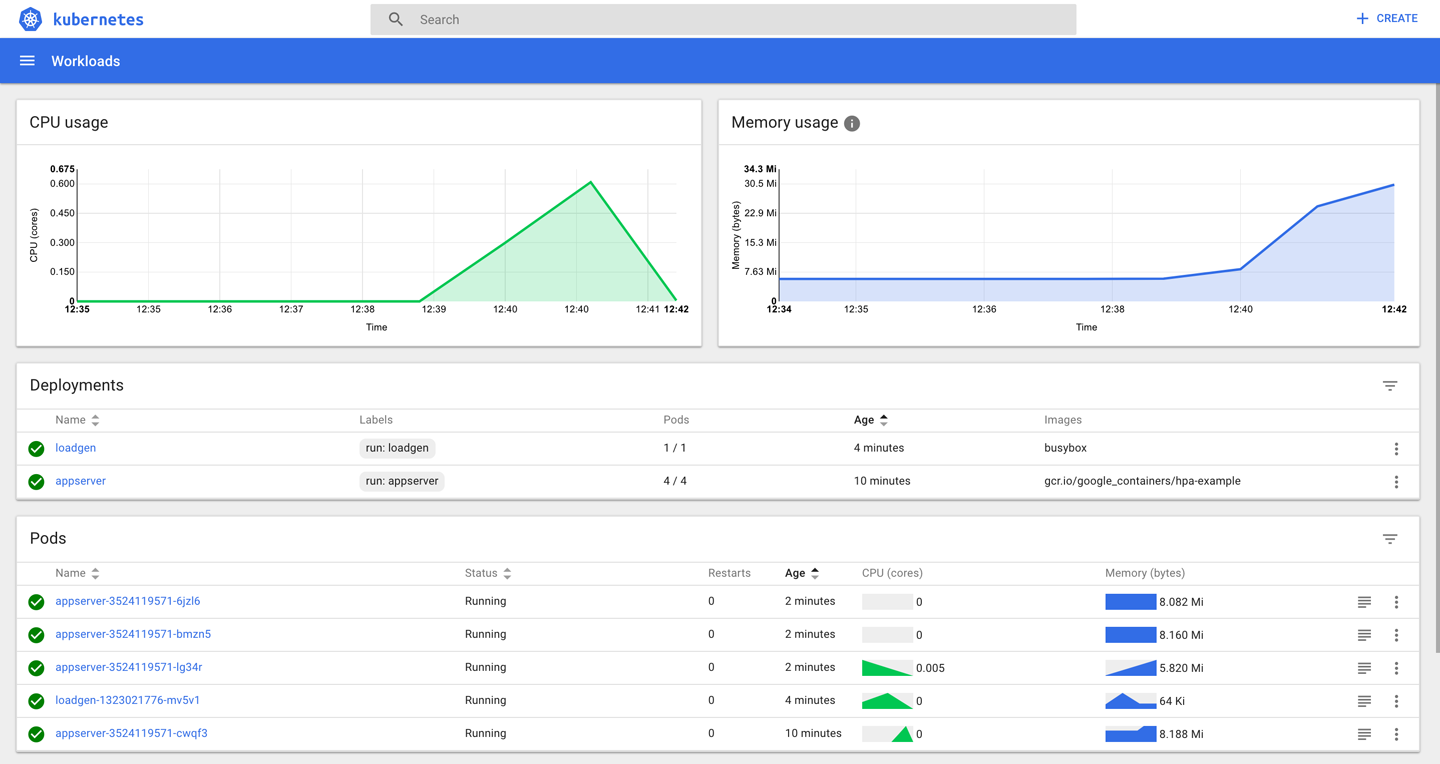 kubernetes
Search
CREATE
Workloads
CPU usage
0.675
0.600
0.450
0.300
0.150
0
CPU (cores)
12:35 12:35 12:36 12:37 12:38 12:39 12:40 12:40 12:41 12:42
Time
Memory usage
34.3 Mi
30.5 Mi
22.9 Mi
15.3 Mi
7.63 Mi
0
Memory (bytes)
12:34 12:35 12:36 12:38 12:40 12:42
Time
Deployments
Name Labels Pods Age Images
loadgen run: loadgen 1 / 1 4 minutes busybox
appserver run: appserver 4 / 4 10 minutes gcr.io/google_containers/hpa-example
Pods
Name Status Restarts Age CPU (cores) Memory (bytes)
appserver-3524119571-6jzl6 Running 0 2 minutes 0 8.082 Mi
appserver-3524119571-bmzn5 Running 0 2 minutes 0 8.160 Mi
appserver-3524119571-lg34r Running 0 2 minutes 0.005 5.820 Mi
loadgen-1323021776-mv5v1 Running 0 4 minutes 0 64 Ki
appserver-3524119571-cwqf3 Running 0 10 minutes 0 8.188 Mi